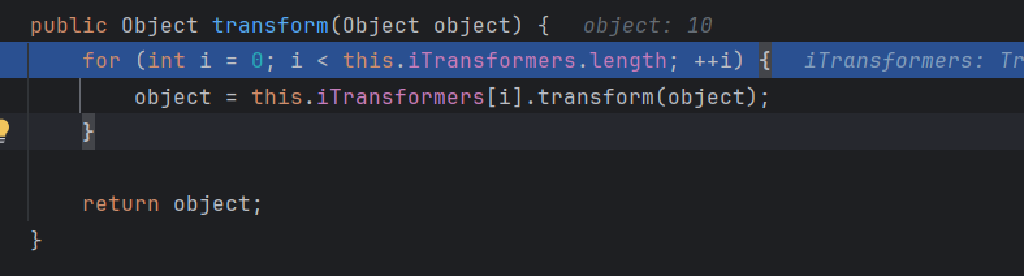 public Object transform(Object object) {   object: 10
    for (int i = 0; i < this.iTransformers.length; ++i) {   iTransformers: Tr
        object = this.iTransformers[i].transform(object);
    }
    return object;
}